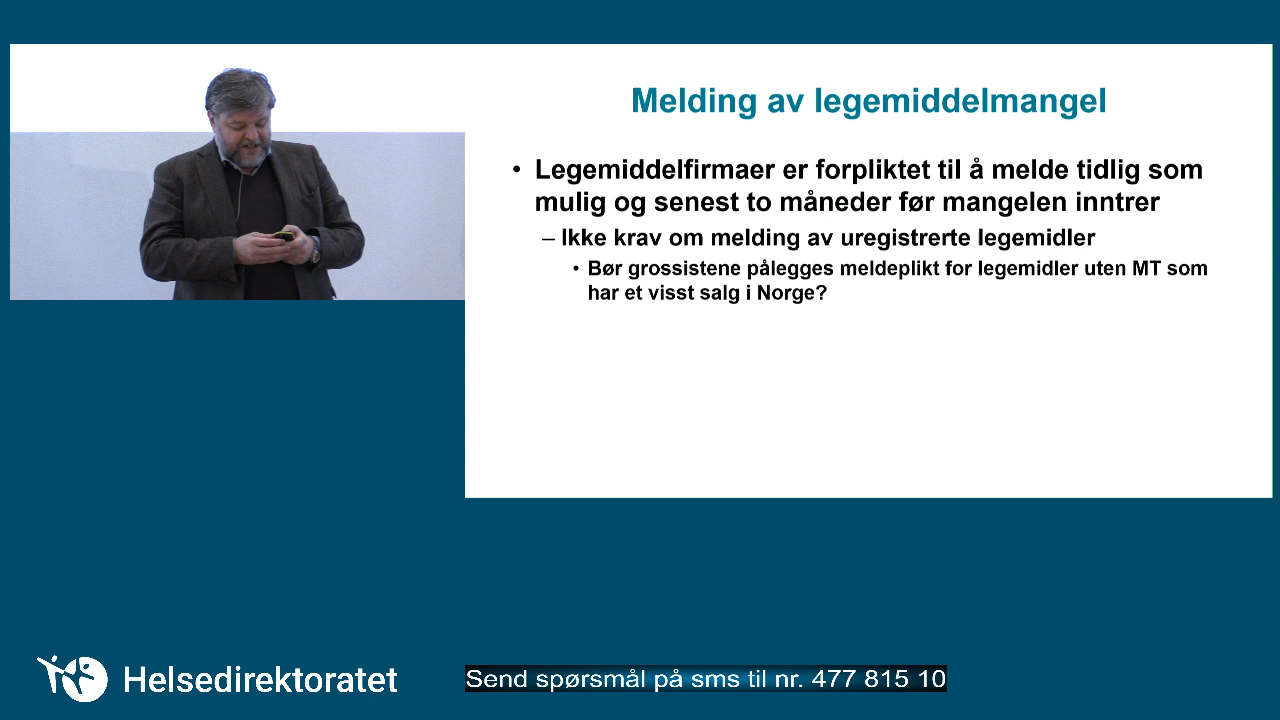 Melding av legemiddelmangel
• Legemiddelfirmaer er forpliktet til å melde tidlig som
mulig og senest to måneder før mangelen inntrer
– Ikke krav om melding av uregistrerte legemidler
• Bør grossistene pålegges meldeplikt for legemidler uten MT som
har et visst salg i Norge?
Helsedirektoratet
Send spørsmål på sms til nr. 477 815 10